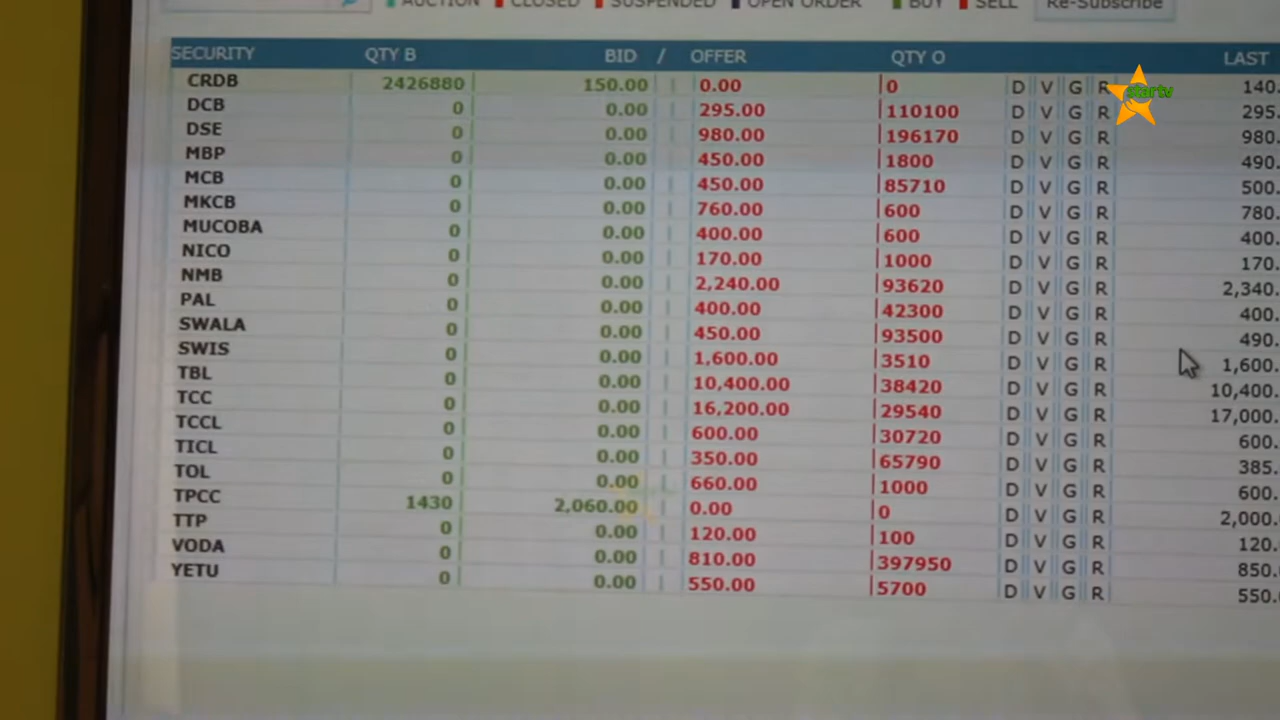 AUCTION CLOSED SUSPENDED OPEN ORDER BUY SELL Re-Subscribe
SECURITY QTY B BID / OFFER QTY O LAST
CRDB 2426880 150.00 0.00 0 D V G R 140.
startv
DCB 0 0.00 295.00 110100 D V G R 295.
DSE 0 0.00 980.00 196170 D V G R 980.
MBP 0 0.00 450.00 1800 D V G R 490.
MCB 0 0.00 450.00 85710 D V G R 500.
MKCB 0 0.00 760.00 600 D V G R 780.
MUCOBA 0 0.00 400.00 600 D V G R 400.
NICO 0 0.00 170.00 1000 D V G R 170.
NMB 0 0.00 2,240.00 93620 D V G R 2,340.
PAL 0 0.00 400.00 42300 D V G R 400.
SWALA 0 0.00 450.00 93500 D V G R 490.
SWIS 0 0.00 1,600.00 3510 D V G R 1,600.
TBL 0 0.00 10,400.00 38420 D V G R 10,400.
TCC 0 0.00 16,200.00 29540 D V G R 17,000.
TCCL 0 0.00 600.00 30720 D V G R 600.
TICL 0 0.00 350.00 65790 D V G R 385.
TOL 0 0.00 660.00 1000 D V G R 600.
TPCC 1430 2,060.00 0.00 0 D V G R 2,000.
TTP 0 0.00 120.00 100 D V G R 120.
VODA 0 0.00 810.00 397950 D V G R 850.
YETU 0 0.00 550.00 5700 D V G R 550.